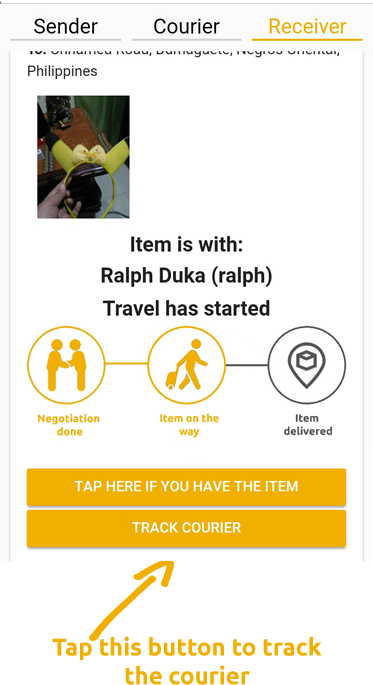 Sender Courier Receiver
To: Unnamed Road, Dumaguete, Negros Oriental,
Philippines
Item is with:
Ralph Duka (ralph)
Travel has started
Negotiation done
Item on the way
Item delivered
TAP HERE IF YOU HAVE THE ITEM
TRACK COURIER
Tap this button to track
the courier